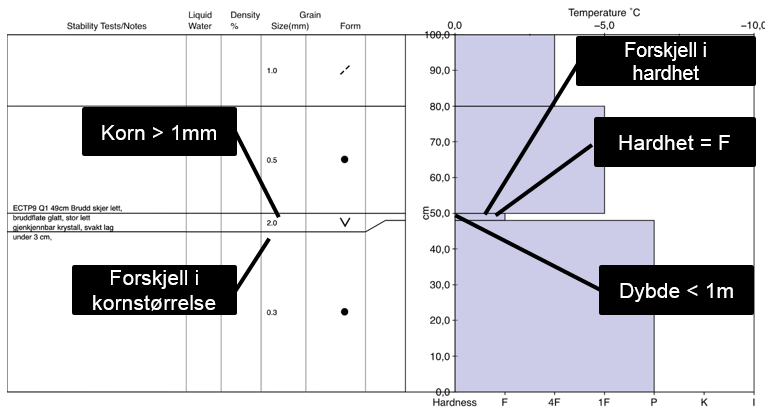 Liquid Density Grain Temperature °C
Stability Tests/Notes Water % Size(mm) Form 0,0 -5,0 -10,0
100,0
Forskjell i
hardhet
1.0
80,0
Korn > 1mm
70,0
Hardhet = F
0.5
60,0
ECTP9 Q1 49cm Brudd skjer lett,
bruddflate glatt, stor lett
gjenkjennbar krystall, svakt lag
under 3 cm,
2.0
50,0
cm
40,0
Forskjell i
kornstørrelse
30,0
Dybde < 1m
0.3
20,0
10,0
0,0
Hardness F 4F 1F P K I